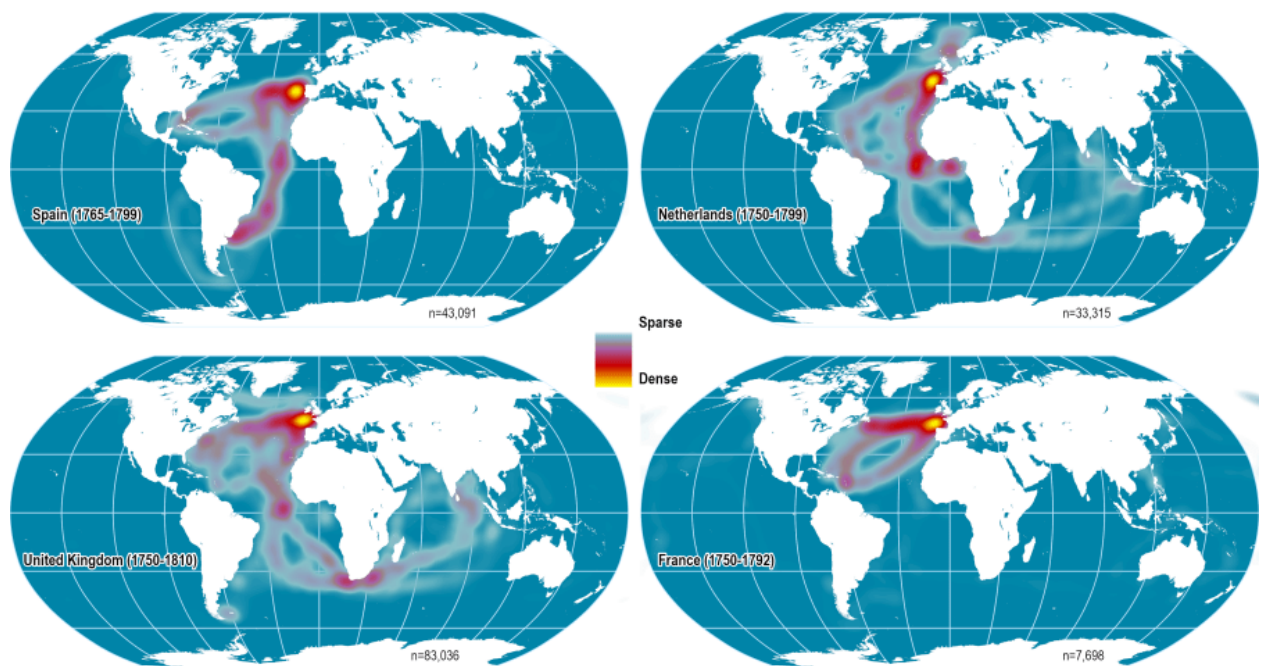 Spain (1765-1799)
n=43,091
Netherlands (1750-1799)
n=33,315
Sparse
Dense
United Kingdom (1750-1810)
n=83,036
France (1750-1792)
n=7,698